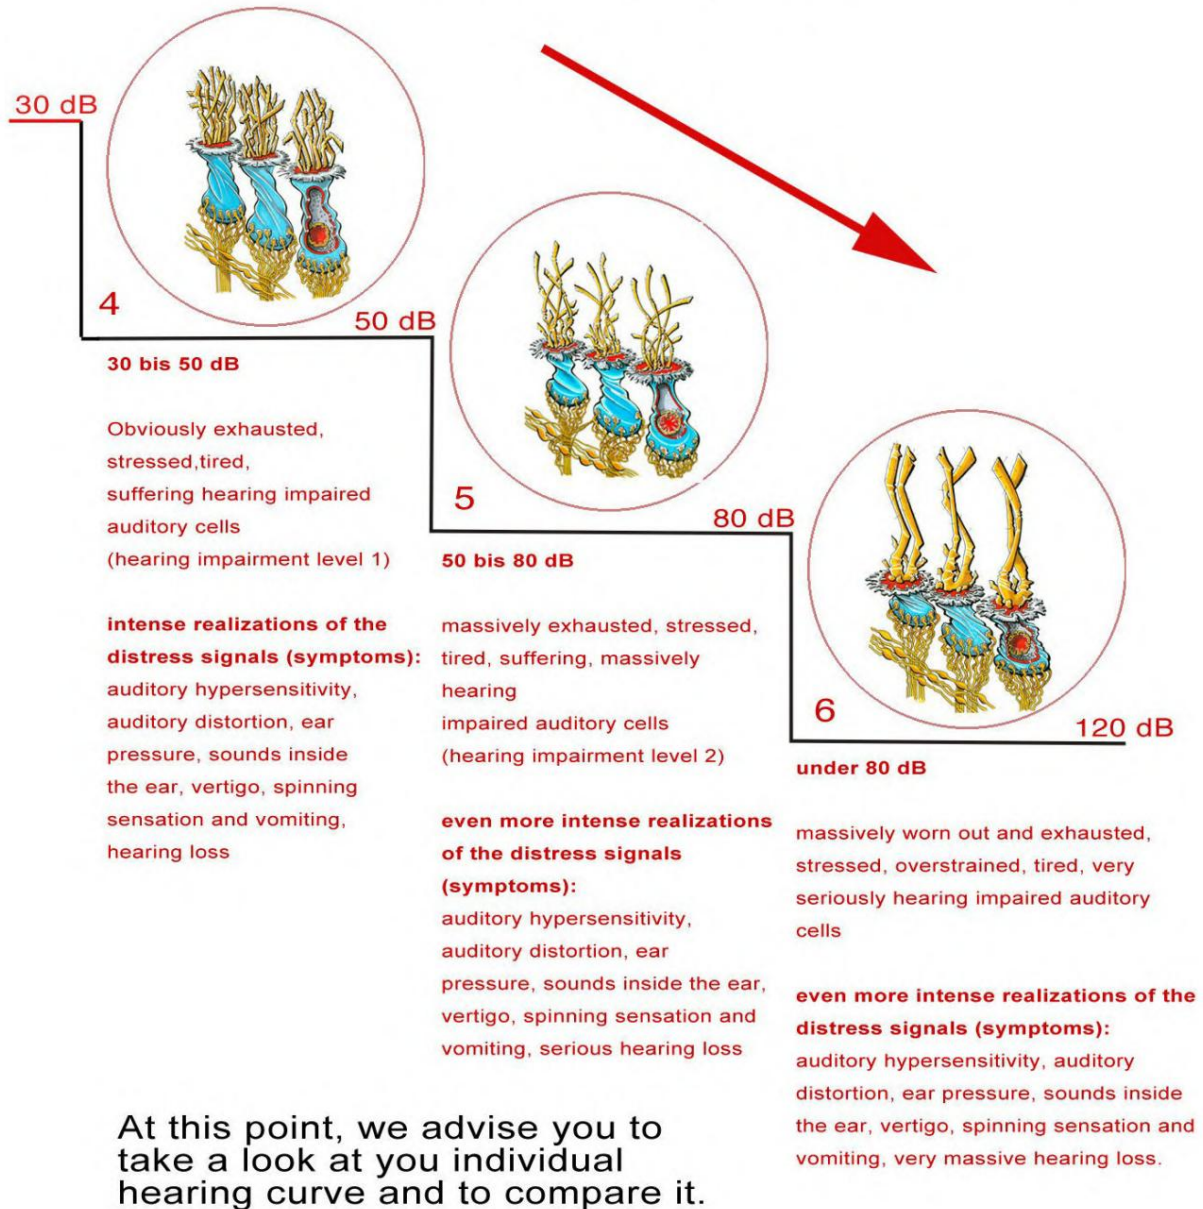 30 dB
4
50 dB
30 bis 50 dB
Obviously exhausted,
stressed,tired,
suffering hearing impaired
auditory cells
(hearing impairment level 1)
intense realizations of the
distress signals (symptoms):
auditory hypersensitivity,
auditory distortion, ear
pressure, sounds inside
the ear, vertigo, spinning
sensation and vomiting,
hearing loss
5
80 dB
50 bis 80 dB
massively exhausted, stressed,
tired, suffering, massively
hearing
impaired auditory cells
(hearing impairment level 2)
even more intense realizations
of the distress signals
(symptoms):
auditory hypersensitivity,
auditory distortion, ear
pressure, sounds inside the ear,
vertigo, spinning sensation and
vomiting, serious hearing loss
6
120 dB
under 80 dB
massively worn out and exhausted,
stressed, overstrained, tired, very
seriously hearing impaired auditory
cells
even more intense realizations of the
distress signals (symptoms):
auditory hypersensitivity, auditory
distortion, ear pressure, sounds inside
the ear, vertigo, spinning sensation and
vomiting, very massive hearing loss.
At this point, we advise you to
take a look at you individual
hearing curve and to compare it.